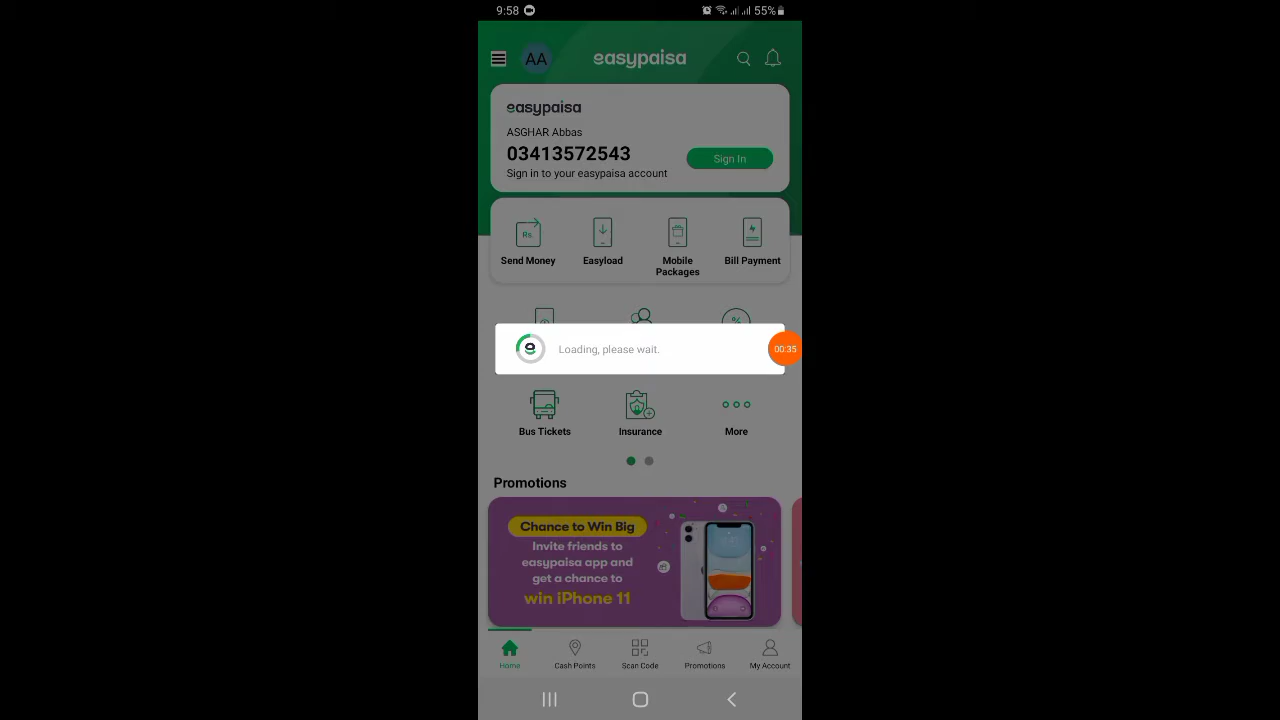 9:58 55%
AA easypaisa
easypaisa
ASGHAR Abbas
03413572543
Sign In
Sign in to your easypaisa account
Rs.
Send Money Easyload Mobile Packages Bill Payment
%
Loading, please wait.
00:35
Bus Tickets Insurance More
Promotions
Chance to Win Big
Invite friends to
easypaisa app and
get a chance to
win iPhone 11
Home Cash Points Scan Code Promotions My Account